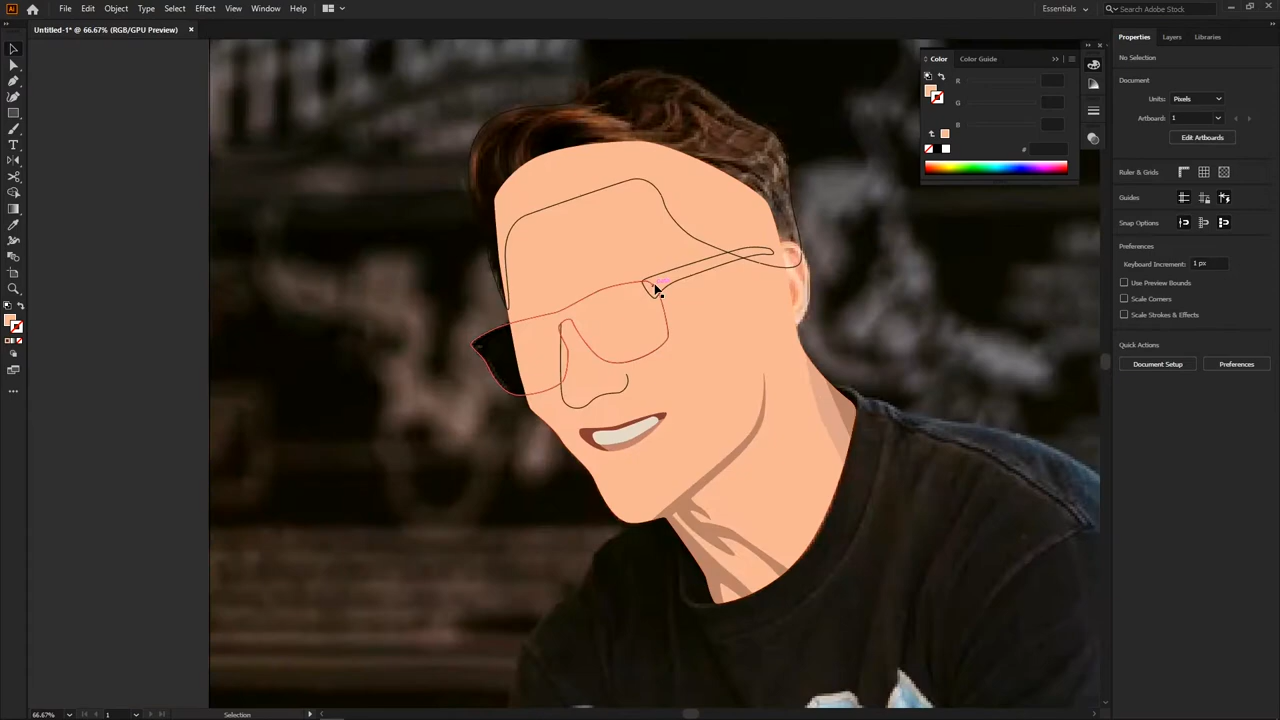 File Edit Object Type Select Effect View Window Help
Essentials
Search Adobe Stock
Untitled-1* @ 66.67% (RGB/GPU Preview)
Color Color Guide
R
G
B
#
Properties Layers Libraries
No Selection
Document
Units: Pixels
Artboard: 1
Edit Artboards
Ruler & Grids
Guides
Snap Options
Preferences
Keyboard Increment: 1 px
Use Preview Bounds
Scale Corners
Scale Strokes & Effects
Quick Actions
Document Setup Preferences
66.67% 1 Selection